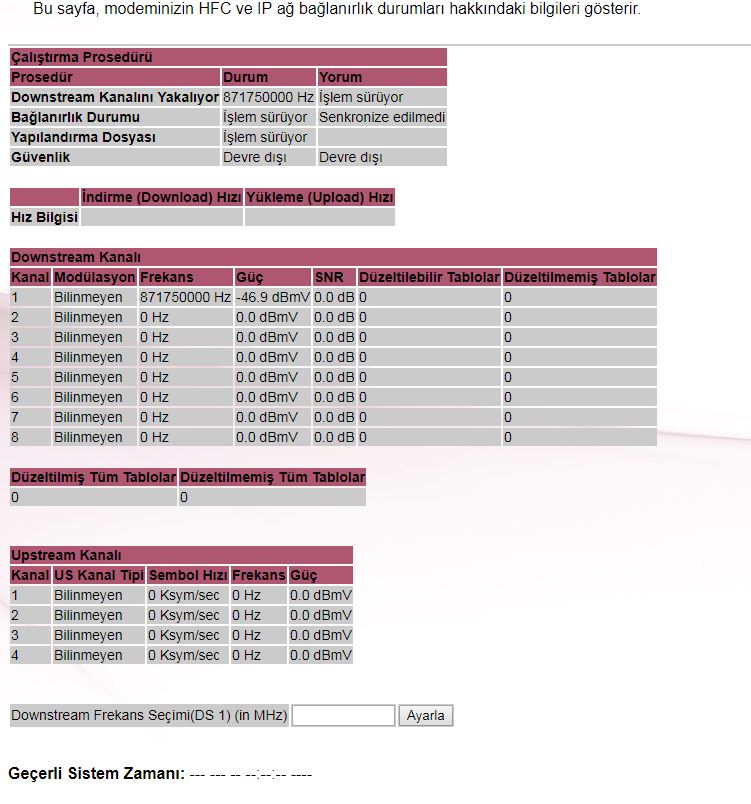 Bu sayfa, modeminizin HFC ve IP ağ bağlanırlık durumları hakkındaki bilgileri gösterir.
Çalıştırma Prosedürü
Prosedür Durum Yorum
Downstream Kanalını Yakalıyor 871750000 Hz İşlem sürüyor
Bağlanırlık Durumu İşlem sürüyor Senkronize edilmedi
Yapılandırma Dosyası İşlem sürüyor
Güvenlik Devre dışı Devre dışı
İndirme (Download) Hızı Yükleme (Upload) Hızı
Hız Bilgisi
Downstream Kanalı
Kanal Modülasyon Frekans Güç SNR Düzeltilebilir Tablolar Düzeltilmemiş Tablolar
1 Bilinmeyen 871750000 Hz -46.9 dBmV 0.0 dB 0 0
2 Bilinmeyen 0 Hz 0.0 dBmV 0.0 dB 0 0
3 Bilinmeyen 0 Hz 0.0 dBmV 0.0 dB 0 0
4 Bilinmeyen 0 Hz 0.0 dBmV 0.0 dB 0 0
5 Bilinmeyen 0 Hz 0.0 dBmV 0.0 dB 0 0
6 Bilinmeyen 0 Hz 0.0 dBmV 0.0 dB 0 0
7 Bilinmeyen 0 Hz 0.0 dBmV 0.0 dB 0 0
8 Bilinmeyen 0 Hz 0.0 dBmV 0.0 dB 0 0
Düzeltilmiş Tüm Tablolar Düzeltilmemiş Tüm Tablolar
0 0
Upstream Kanalı
Kanal US Kanal Tipi Sembol Hızı Frekans Güç
1 Bilinmeyen 0 Ksym/sec 0 Hz 0.0 dBmV
2 Bilinmeyen 0 Ksym/sec 0 Hz 0.0 dBmV
3 Bilinmeyen 0 Ksym/sec 0 Hz 0.0 dBmV
4 Bilinmeyen 0 Ksym/sec 0 Hz 0.0 dBmV
Downstream Frekans Seçimi(DS 1) (in MHz) Ayarla
Geçerli Sistem Zamanı: --- --- -- --:--:-- ----